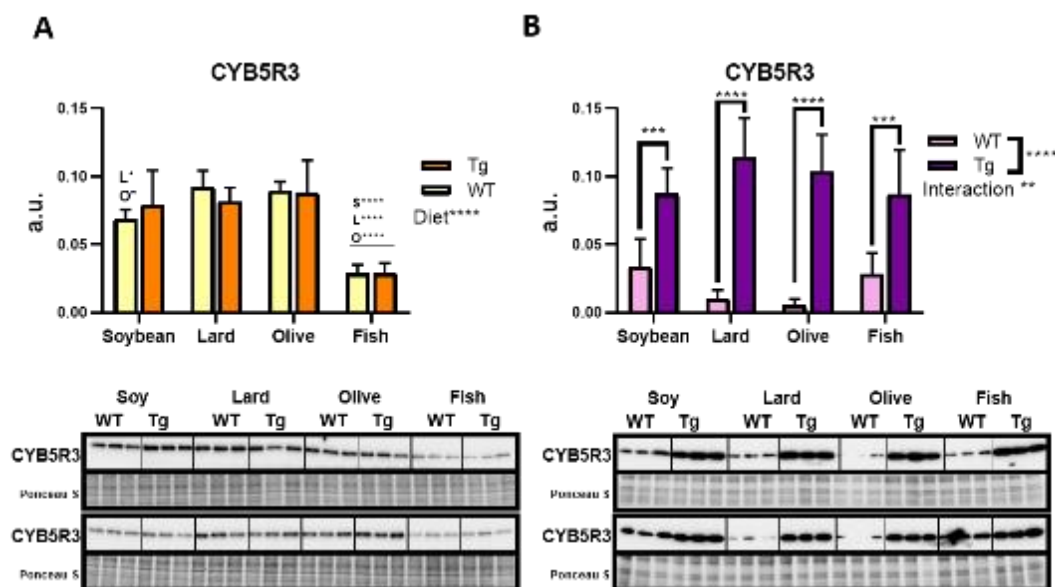 A
CYB5R3
0.15
0.10
0.05
0.00
a.u.
L*
S****
L****
O****
Soybean Lard Olive Fish
Tg
WT
Diet****
B
CYB5R3
0.15
0.10
0.05
0.00
a.u.
*** **** **** ***
Soybean Lard Olive Fish
WT
Tg
****
Interaction **
Soy Lard Olive Fish
WT Tg WT Tg WT Tg WT Tg
CYB5R3
Ponceau S
CYB5R3
Ponceau S
Soy Lard Olive Fish
WT Tg WT Tg WT Tg WT Tg
CYB5R3
Ponceau S
CYB5R3
Ponceau S